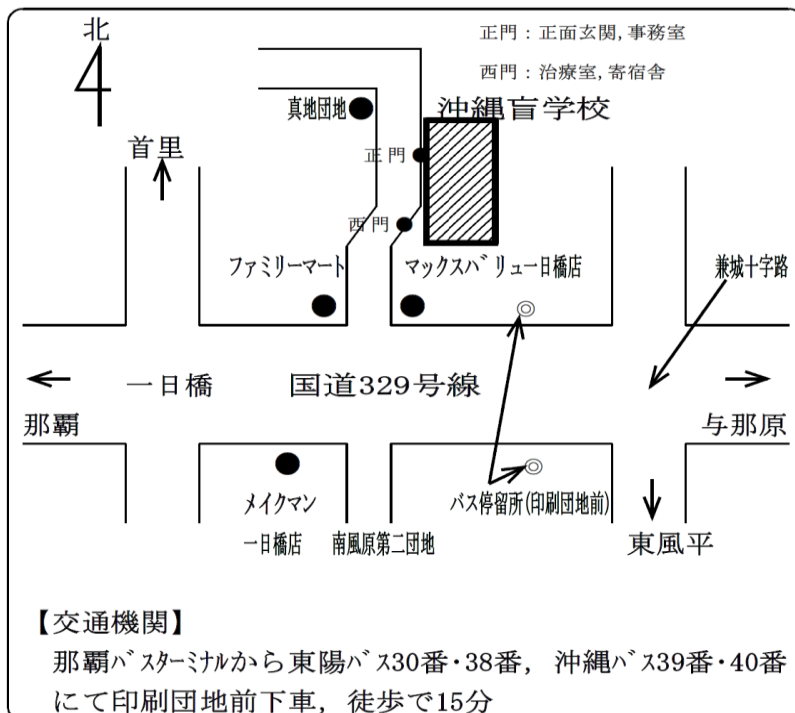 北
正門：正面玄関,事務室
西門：治療室,寄宿舎
真地団地
沖縄盲学校
首里
正門
西門
ファミリーマート
マックスバリュー一日橋店
兼城十字路
一日橋
国道329号線
那覇
与那原
メイクマン
一日橋店
バス停留所(印刷団地前)
南風原第二団地
東風平
【交通機関】
那覇バスターミナルから東陽バス30番・38番，沖縄バス39番・40番
にて印刷団地前下車，徒歩で15分